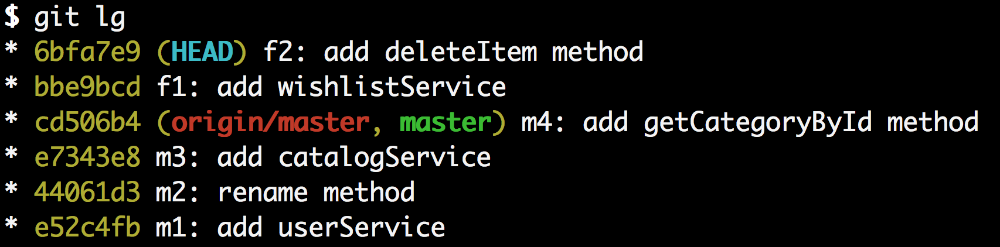 $ git lg
* 6bfa7e9 (HEAD) f2: add deleteItem method
* bbe9bcd f1: add wishlistService
* cd506b4 (origin/master, master) m4: add getCategoryById method
* e7343e8 m3: add catalogService
* 44061d3 m2: rename method
* e52c4fb m1: add userService